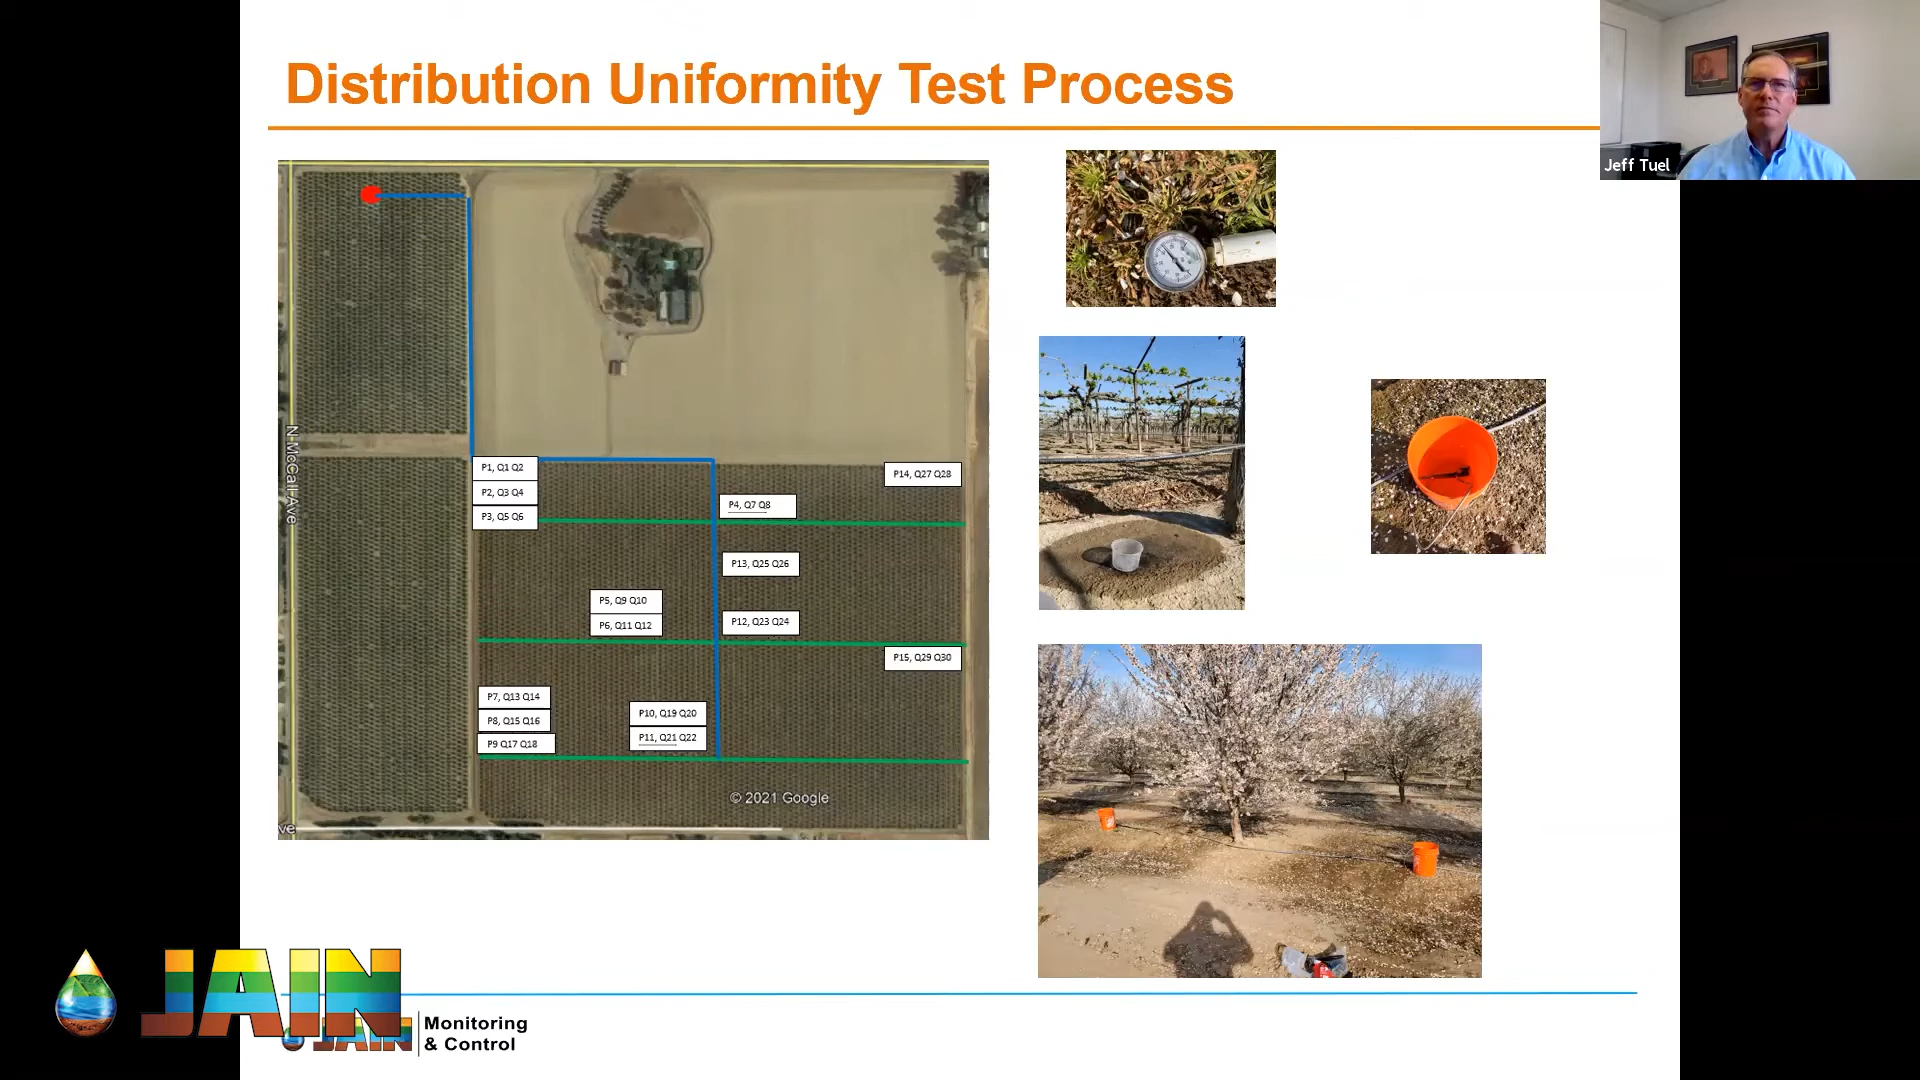 Distribution Uniformity Test Process
Jeff Tuel
N McCall Ave
P1, Q1 Q2
P2, Q3 Q4
P3, Q5 Q6
P14, Q27 Q28
P4, Q7 Q8
P13, Q25 Q26
P5, Q9 Q10
P6, Q11 Q12
P12, Q23 Q24
P15, Q29 Q30
P7, Q13 Q14
P8, Q15 Q16
P9 Q17 Q18
P10, Q19 Q20
P11, Q21 Q22
© 2021 Google
ve
JAIN
JAIN
Monitoring
& Control